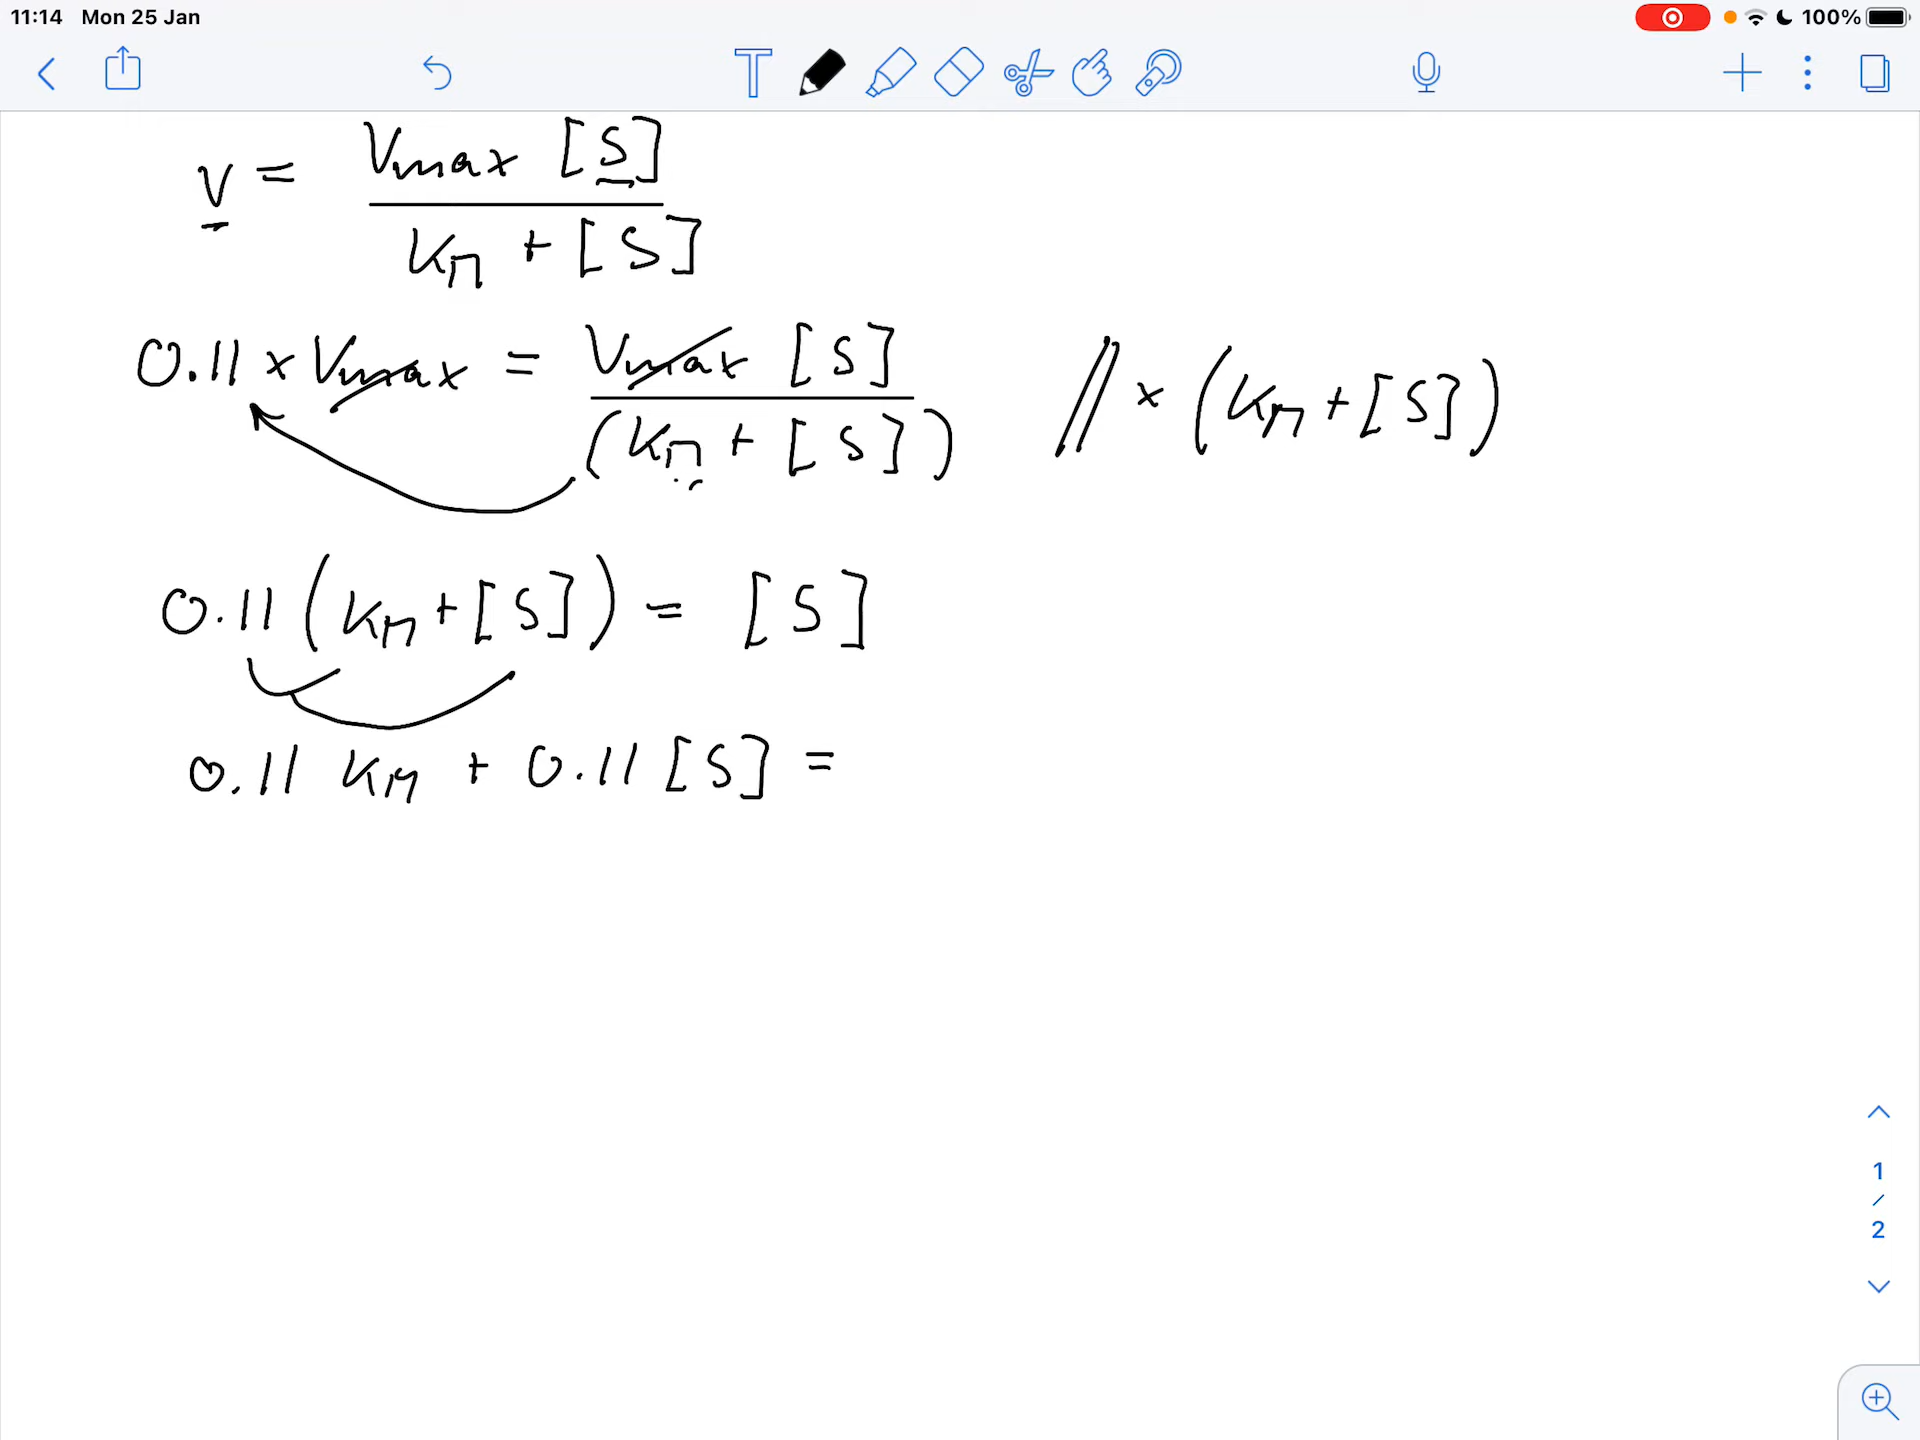 11:14 Mon 25 Jan 100%
T
v = Vmax [S] / KM + [S]
0.11 x Vmax = Vmax [S] / (KM + [S]) // x (KM + [S])
0.11 (KM + [S]) = [S]
0.11 KM + 0.11 [S] =
1
/
2